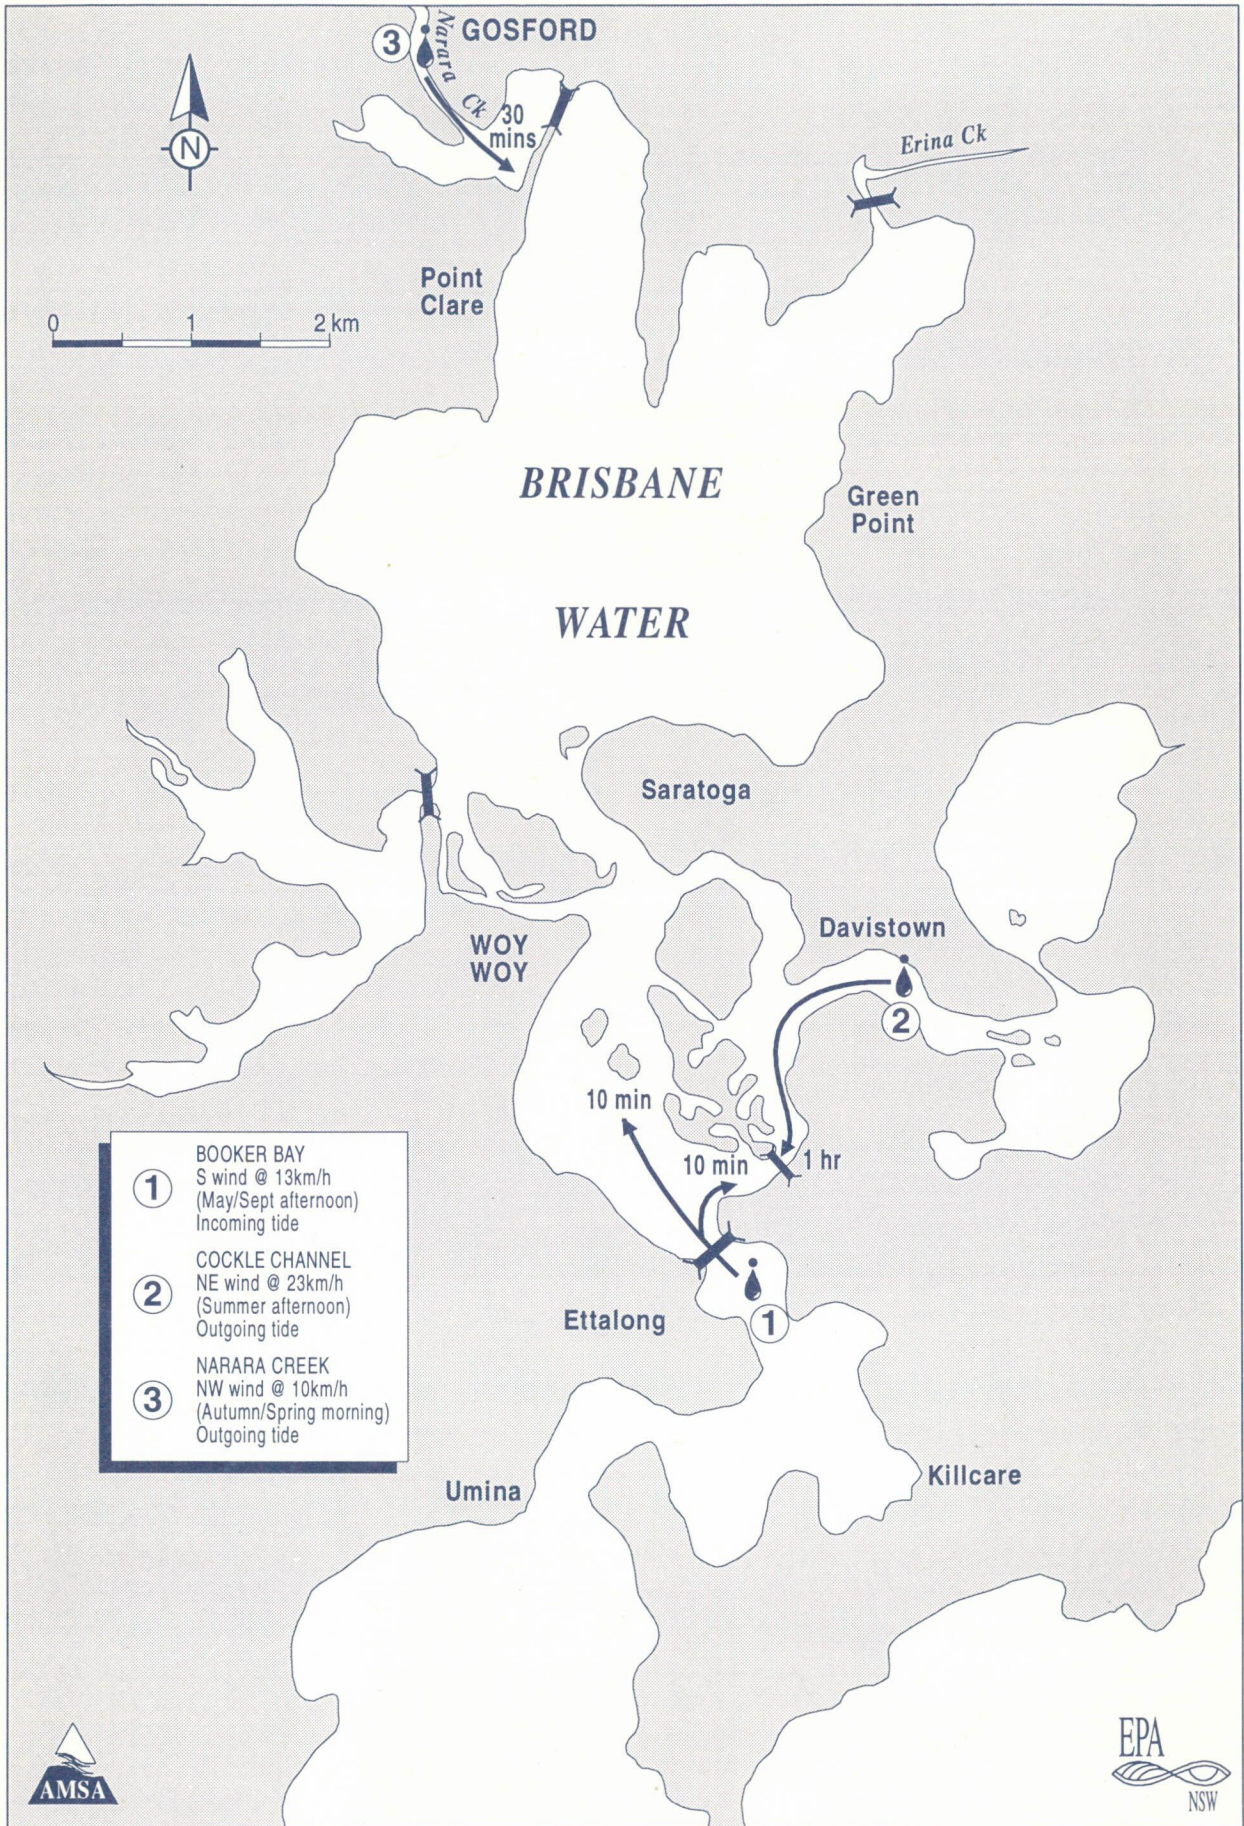 GOSFORD
3
Narara Ck
30
mins
Erina Ck
N
Point
Clare
0 1 2 km
BRISBANE
Green
Point
WATER
Saratoga
Davistown
WOY
WOY
2
10 min
10 min
1 hr
1
BOOKER BAY
S wind @ 13km/h
(May/Sept afternoon)
Incoming tide
2
COCKLE CHANNEL
NE wind @ 23km/h
(Summer afternoon)
Outgoing tide
3
NARARA CREEK
NW wind @ 10km/h
(Autumn/Spring morning)
Outgoing tide
Ettalong
1
Umina
Killcare
AMSA
EPA
NSW